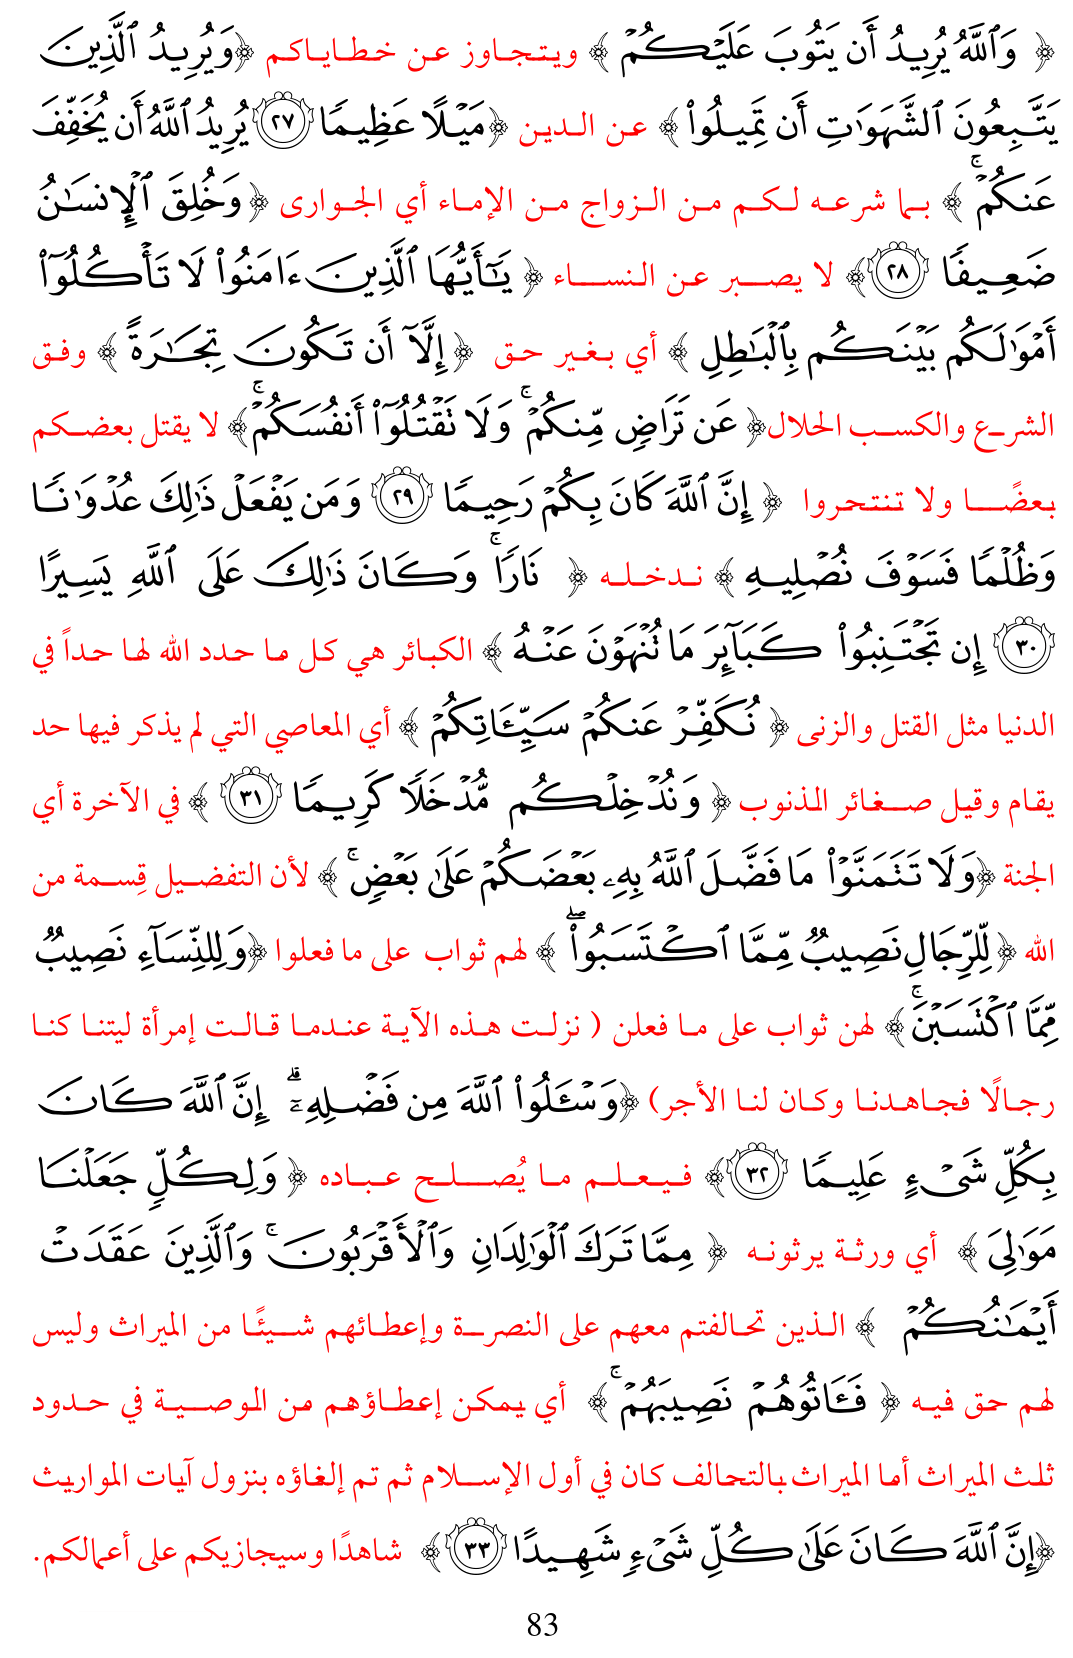 ﴿ وَٱللَّهُ يُرِيدُ أَن يَتُوبَ عَلَيۡكُمۡ ﴾ ويتجاوز عن خطاياكم ﴿وَيُرِيدُ ٱلَّذِينَ
يَتَّبِعُونَ ٱلشَّهَوَٰتِ أَن تَمِيلُواْ ﴾ عن الدين ﴿مَيۡلًا عَظِيمٗا ٢٧ يُرِيدُ ٱللَّهُ أَن يُخَفِّفَ
عَنكُمۡۚ ﴾ بما شرعه لكم من الزواج من الإماء أي الجوارى ﴿ وَخُلِقَ ٱلۡإِنسَٰنُ
ضَعِيفٗا ٢٨ ﴾ لا يصبر عن النساء ﴿ يَٰٓأَيُّهَا ٱلَّذِينَ ءَامَنُواْ لَا تَأۡكُلُوٓاْ
أَمۡوَٰلَكُم بَيۡنَكُم بِٱلۡبَٰطِلِ ﴾ أي بغير حق ﴿ إِلَّآ أَن تَكُونَ تِجَٰرَةً ﴾ وفق
الشرع والكسب الحلال﴿ عَن تَرَاضٖ مِّنكُمۡۚ وَلَا تَقۡتُلُوٓاْ أَنفُسَكُمۡۚ﴾ لا يقتل بعضكم
بعضًا ولا تنتحروا ﴿ إِنَّ ٱللَّهَ كَانَ بِكُمۡ رَحِيمٗا ٢٩ وَمَن يَفۡعَلۡ ذَٰلِكَ عُدۡوَٰنٗا
وَظُلۡمٗا فَسَوۡفَ نُصۡلِيهِ ﴾ ندخله ﴿ نَارٗاۚ وَكَانَ ذَٰلِكَ عَلَى ٱللَّهِ يَسِيرًا
٣٠ إِن تَجۡتَنِبُواْ كَبَآئِرَ مَا تُنۡهَوۡنَ عَنۡهُ ﴾ الكبائر هي كل ما حدد الله لها حداً في
الدنيا مثل القتل والزنى ﴿ نُكَفِّرۡ عَنكُمۡ سَيِّـَٔاتِكُمۡ ﴾ أي المعاصي التي لم يذكر فيها حد
يقام وقيل صغائر الذنوب ﴿ وَنُدۡخِلۡكُم مُّدۡخَلٗا كَرِيمٗا ٣١ ﴾ في الآخرة أي
الجنة ﴿وَلَا تَتَمَنَّوۡاْ مَا فَضَّلَ ٱللَّهُ بِهِۦ بَعۡضَكُمۡ عَلَىٰ بَعۡضٖۚ ﴾ لأن التفضيل قِسمة من
الله ﴿ لِّلرِّجَالِ نَصِيبٞ مِّمَّا ٱكۡتَسَبُواْۖ ﴾ لهم ثواب على ما فعلوا ﴿وَلِلنِّسَآءِ نَصِيبٞ
مِّمَّا ٱكۡتَسَبۡنَۚ ﴾ لهن ثواب على ما فعلن ( نزلت هذه الآية عندما قالت إمرأة ليتنا كنا
رجالًا فجاهدنا وكان لنا الأجر) ﴿وَسۡـَٔلُواْ ٱللَّهَ مِن فَضۡلِهِۦٓۗ إِنَّ ٱللَّهَ كَانَ
بِكُلِّ شَيۡءٍ عَلِيمٗا ٣٢ ﴾ فيعلم ما يُصلح عباده ﴿ وَلِكُلّٖ جَعَلۡنَا
مَوَٰلِيَ ﴾ أي ورثة يرثونه ﴿ مِمَّا تَرَكَ ٱلۡوَٰلِدَانِ وَٱلۡأَقۡرَبُونَۚ وَٱلَّذِينَ عَقَدَتۡ
أَيۡمَٰنُكُمۡ ﴾ الذين تحالفتم معهم على النصرة وإعطائهم شيئًا من الميراث وليس
لهم حق فيه ﴿ فَـَٔاتُوهُمۡ نَصِيبَهُمۡۚ ﴾ أي يمكن إعطاؤهم من الوصية في حدود
ثلث الميراث أما الميراث بالتحالف كان في أول الإسلام ثم تم إلغاؤه بنزول آيات المواريث
﴿إِنَّ ٱللَّهَ كَانَ عَلَىٰ كُلِّ شَيۡءٖ شَهِيدًا ٣٣ ﴾ شاهدًا وسيجازيكم على أعمالكم.
83